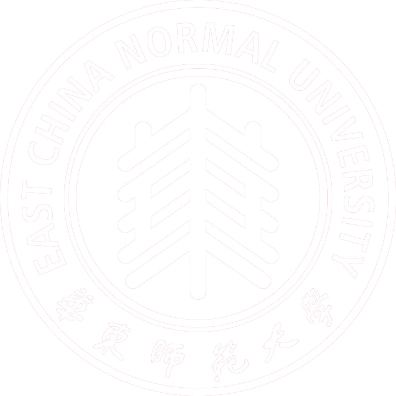 EAST CHINA NORMAL UNIVERSITY
華東師範大學